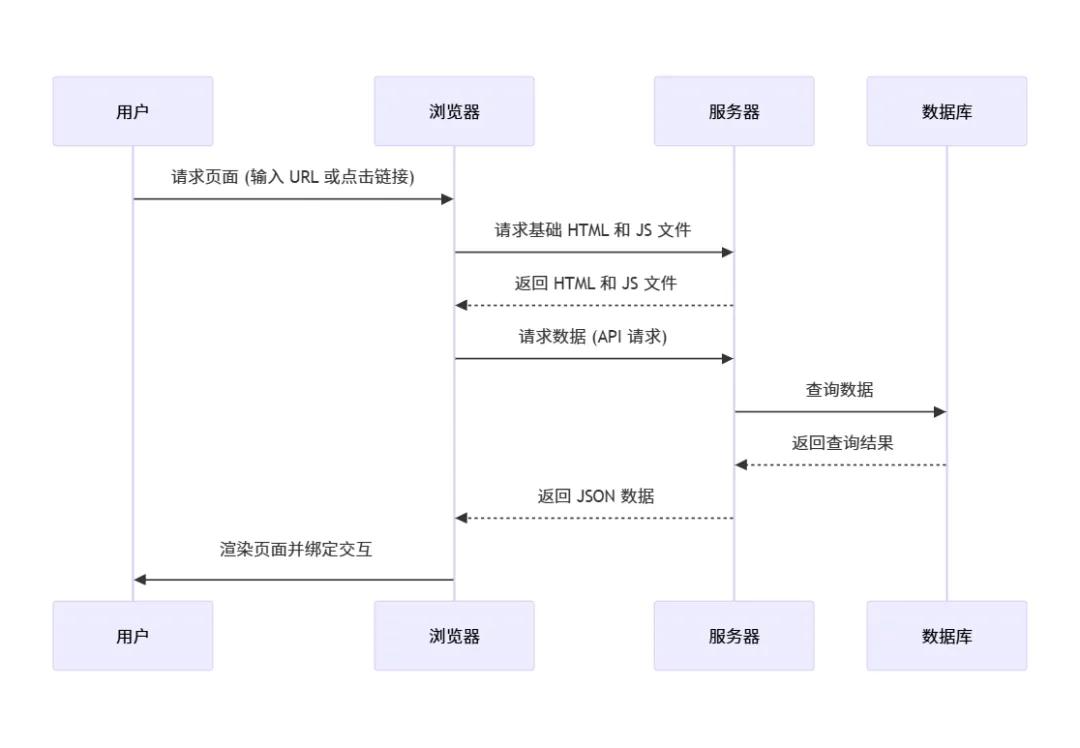 用户
浏览器
服务器
数据库
请求页面 (输入 URL 或点击链接)
请求基础 HTML 和 JS 文件
返回 HTML 和 JS 文件
请求数据 (API 请求)
查询数据
返回查询结果
返回 JSON 数据
渲染页面并绑定交互
用户
浏览器
服务器
数据库